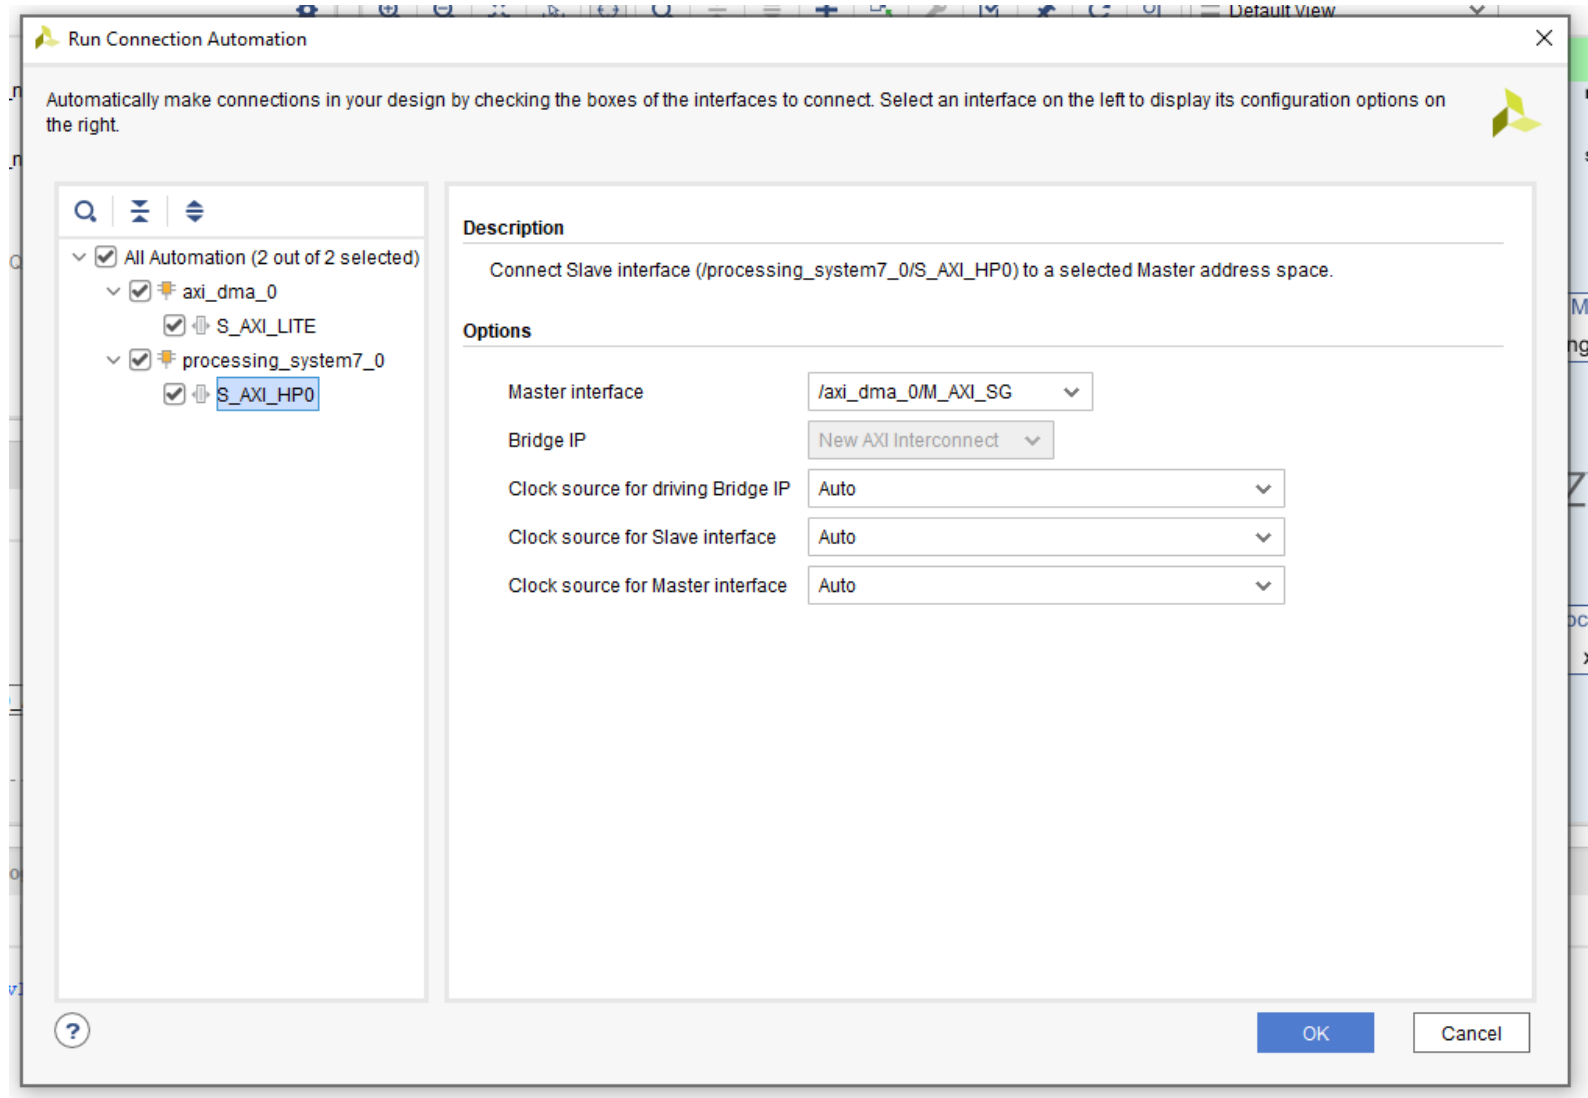 Default View
Run Connection Automation
Automatically make connections in your design by checking the boxes of the interfaces to connect. Select an interface on the left to display its configuration options on
the right.
All Automation (2 out of 2 selected)
axi_dma_0
S_AXI_LITE
processing_system7_0
S_AXI_HP0
Description
Connect Slave interface (/processing_system7_0/S_AXI_HP0) to a selected Master address space.
Options
Master interface
/axi_dma_0/M_AXI_SG
Bridge IP
New AXI Interconnect
Clock source for driving Bridge IP
Auto
Clock source for Slave interface
Auto
Clock source for Master interface
Auto
?
OK
Cancel